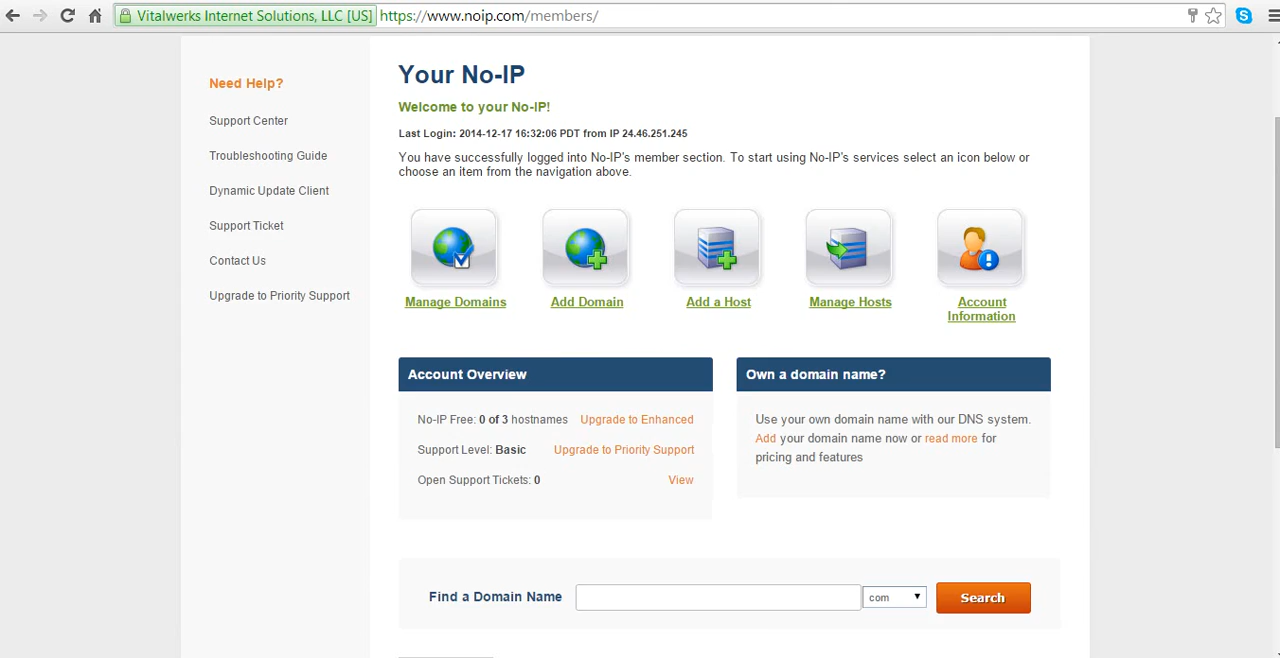 Vitalwerks Internet Solutions, LLC [US] https://www.noip.com/members/
Need Help?
Support Center
Troubleshooting Guide
Dynamic Update Client
Support Ticket
Contact Us
Upgrade to Priority Support
Your No-IP
Welcome to your No-IP!
Last Login: 2014-12-17 16:32:06 PDT from IP 24.46.251.245
You have successfully logged into No-IP's member section. To start using No-IP's services select an icon below or
choose an item from the navigation above.
Manage Domains
Add Domain
Add a Host
Manage Hosts
Account
Information
Account Overview
No-IP Free: 0 of 3 hostnames Upgrade to Enhanced
Support Level: Basic Upgrade to Priority Support
Open Support Tickets: 0 View
Own a domain name?
Use your own domain name with our DNS system.
Add your domain name now or read more for
pricing and features
Find a Domain Name com Search